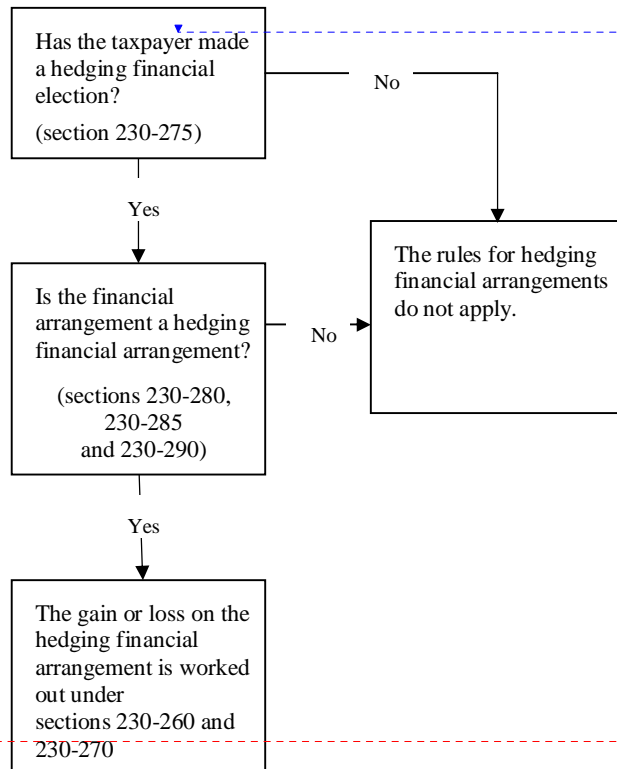 Has the taxpayer made
a hedging financial
election?
(section 230-275)
No
Yes
The rules for hedging
financial arrangements
do not apply.
Is the financial
arrangement a hedging
financial arrangement?
No
(sections 230-280,
230-285
and 230-290)
Yes
The gain or loss on the
hedging financial
arrangement is worked
out under
sections 230-260 and
230-270